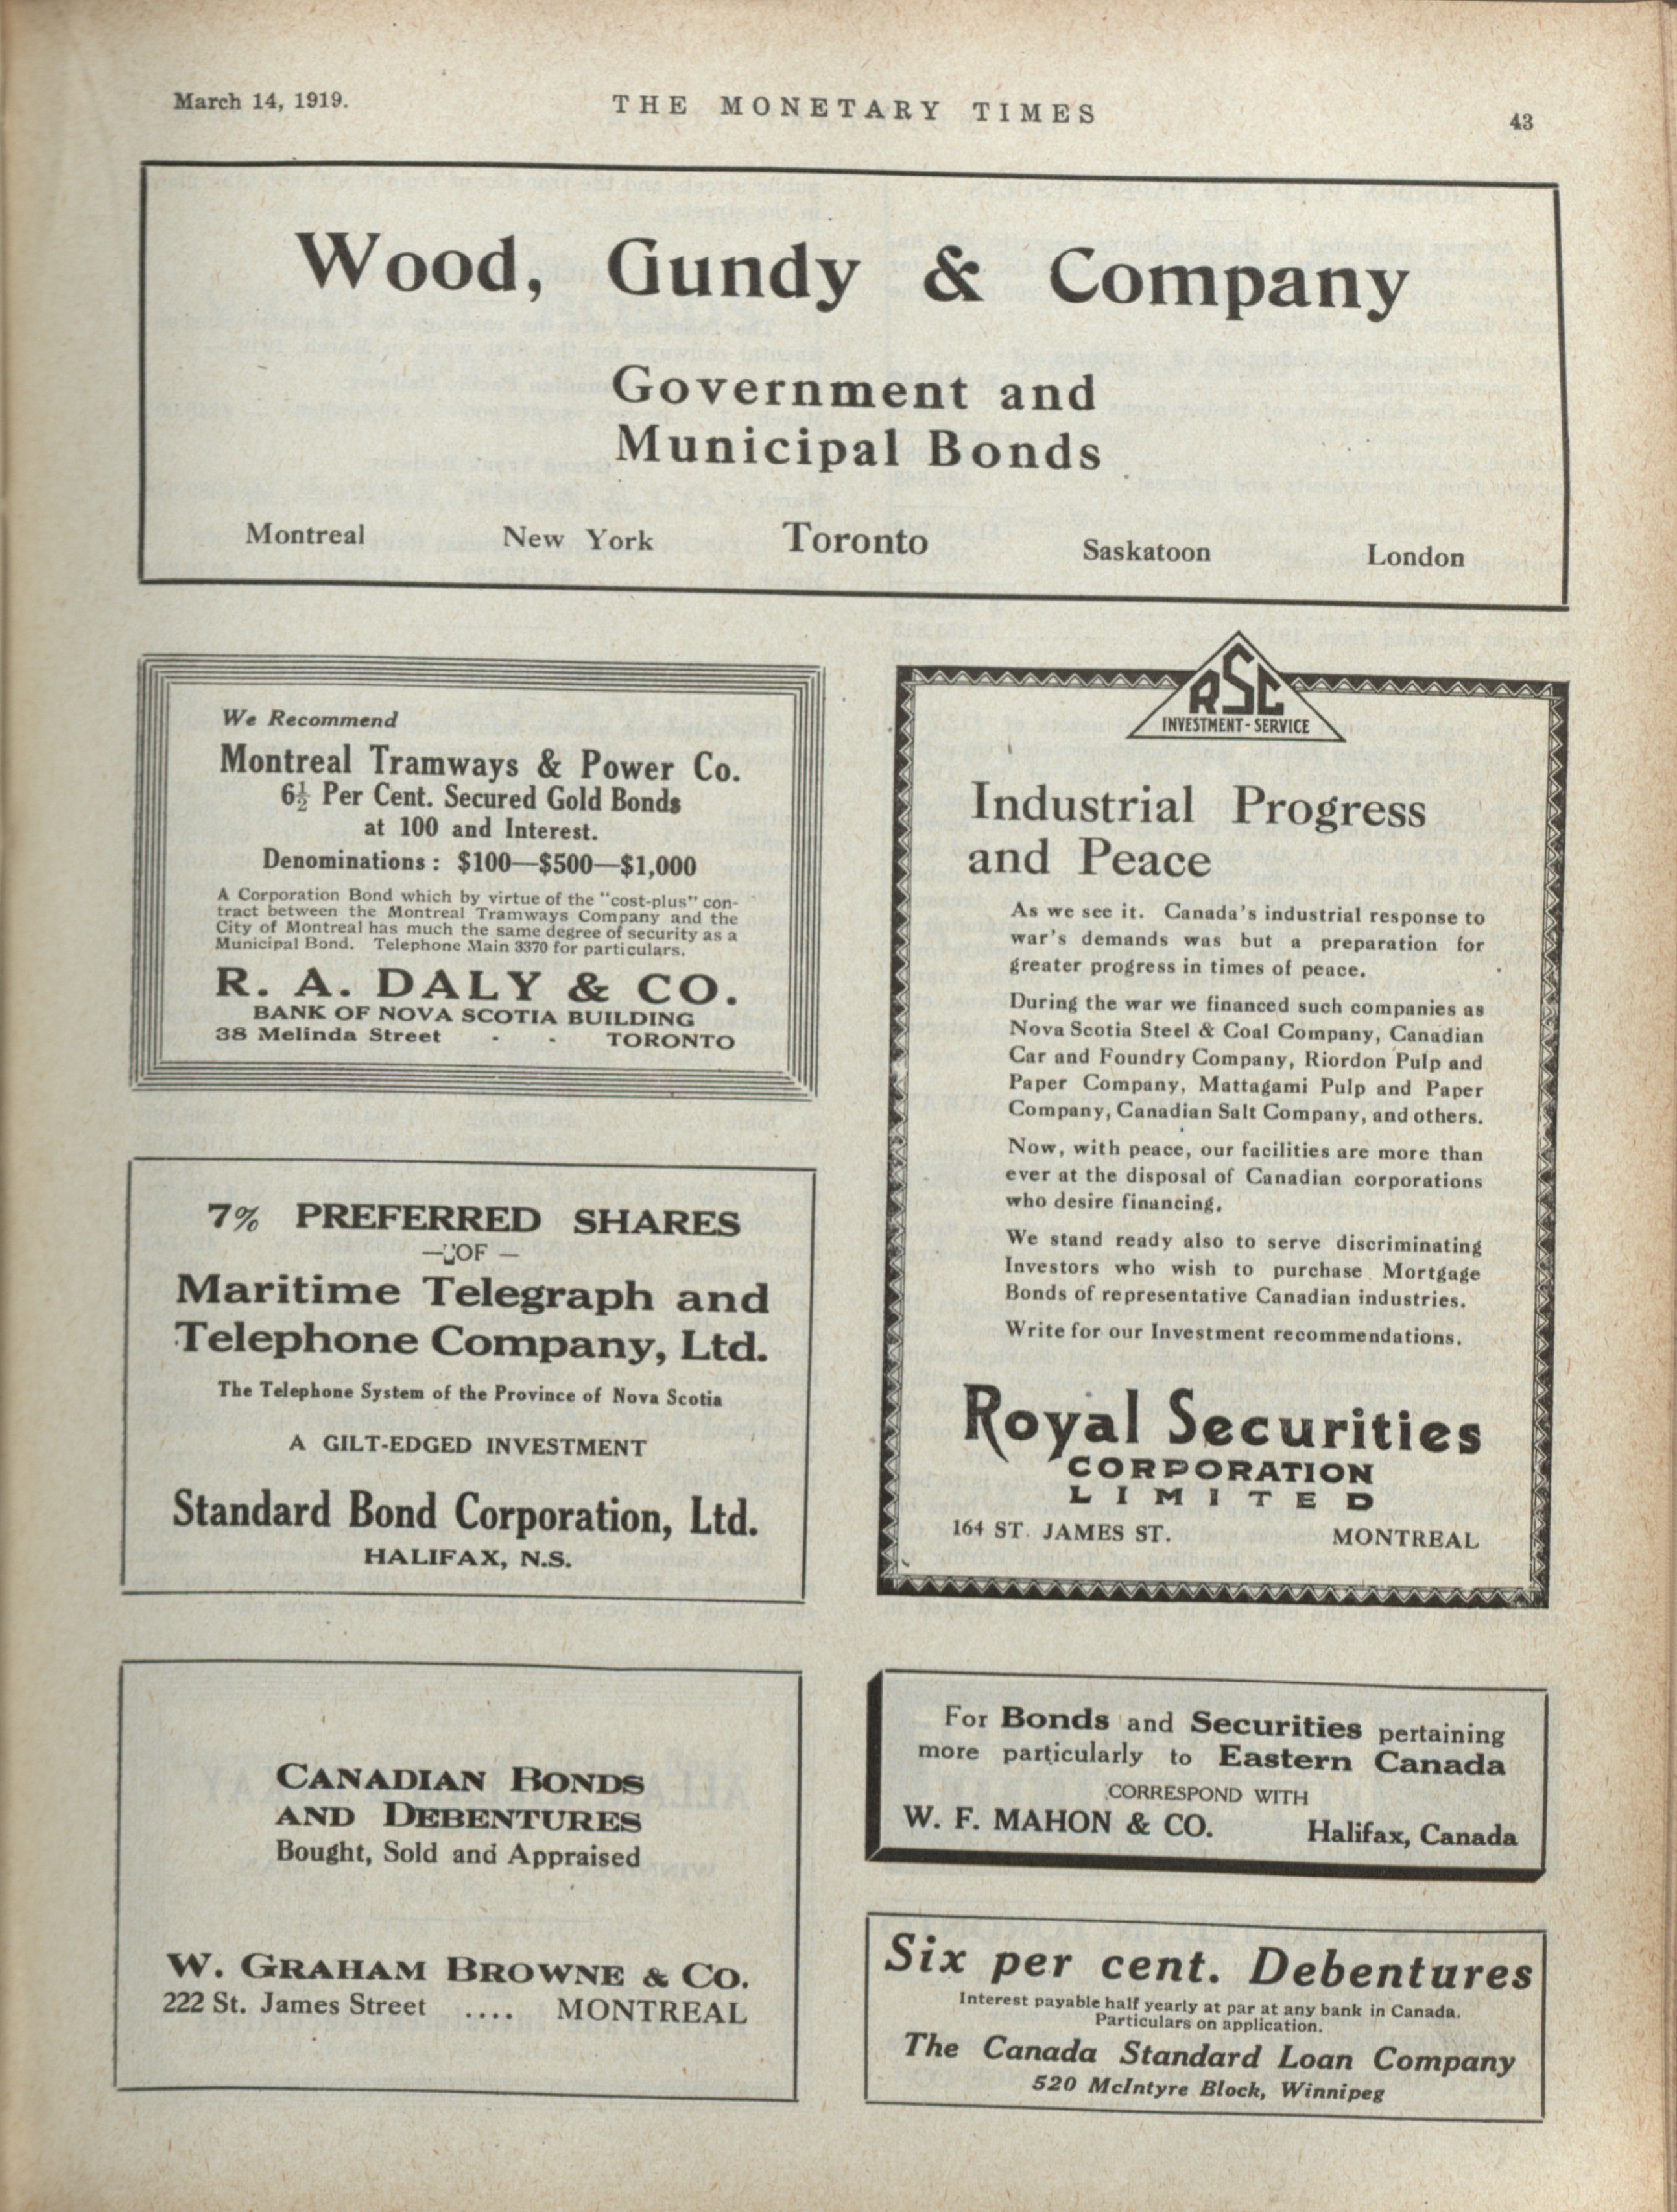 March 14, 1919.
THE MONETARY TIMES
43
Wood, Gundy & Company
Government and
Municipal Bonds
Montreal New York Toronto Saskatoon London
We Recommend
Montreal Tramways & Power Co.
6½ Per Cent. Secured Gold Bonds
at 100 and Interest.
Denominations : $100—$500—$1,000
A Corporation Bond which by virtue of the "cost-plus" con-
tract between the Montreal Tramways Company and the
City of Montreal has much the same degree of security as a
Municipal Bond. Telephone Main 3370 for particulars.
R. A. DALY & CO.
BANK OF NOVA SCOTIA BUILDING
38 Melinda Street - - TORONTO
7% PREFERRED SHARES
— OF —
Maritime Telegraph and
Telephone Company, Ltd.
The Telephone System of the Province of Nova Scotia
A GILT-EDGED INVESTMENT
Standard Bond Corporation, Ltd.
HALIFAX, N.S.
CANADIAN BONDS
AND DEBENTURES
Bought, Sold and Appraised
W. GRAHAM BROWNE & CO.
222 St. James Street .... MONTREAL
RSC
INVESTMENT-SERVICE
Industrial Progress
and Peace
As we see it. Canada's industrial response to
war's demands was but a preparation for
greater progress in times of peace.
During the war we financed such companies as
Nova Scotia Steel & Coal Company, Canadian
Car and Foundry Company, Riordon Pulp and
Paper Company, Mattagami Pulp and Paper
Company, Canadian Salt Company, and others.
Now, with peace, our facilities are more than
ever at the disposal of Canadian corporations
who desire financing.
We stand ready also to serve discriminating
Investors who wish to purchase Mortgage
Bonds of representative Canadian industries.
Write for our Investment recommendations.
Royal Securities
CORPORATION
LIMITED
164 ST. JAMES ST. MONTREAL
For Bonds and Securities pertaining
more particularly to Eastern Canada
CORRESPOND WITH
W. F. MAHON & CO. Halifax, Canada
Six per cent. Debentures
Interest payable half yearly at par at any bank in Canada.
Particulars on application.
The Canada Standard Loan Company
520 McIntyre Block, Winnipeg